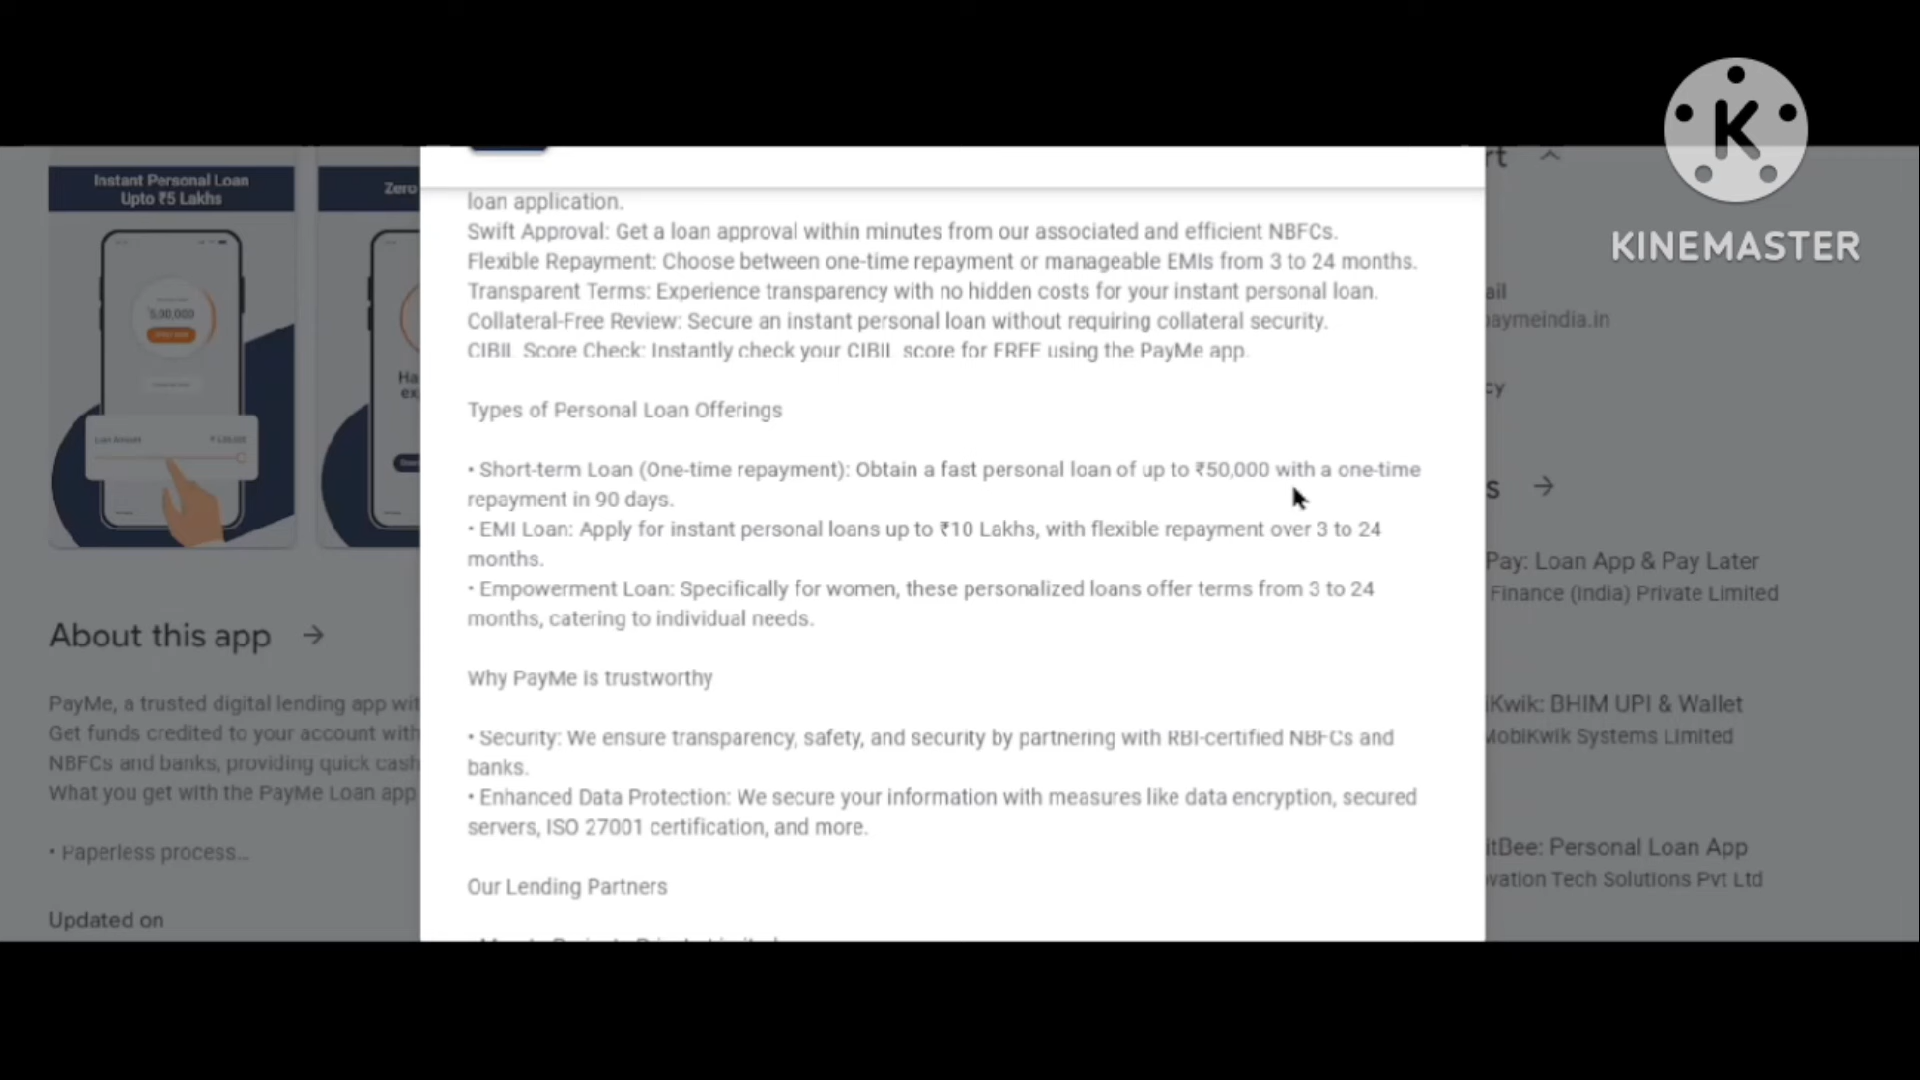 KINEMASTER
Instant Personal Loan
Upto ₹5 Lakhs
Zero
loan application.
Swift Approval: Get a loan approval within minutes from our associated and efficient NBFCs.
Flexible Repayment: Choose between one-time repayment or manageable EMIs from 3 to 24 months.
Transparent Terms: Experience transparency with no hidden costs for your instant personal loan.
Collateral-Free Review: Secure an instant personal loan without requiring collateral security.
CIBIL Score Check: Instantly check your CIBIL score for FREE using the PayMe app.
Types of Personal Loan Offerings
• Short-term Loan (One-time repayment): Obtain a fast personal loan of up to ₹50,000 with a one-time
repayment in 90 days.
• EMI Loan: Apply for instant personal loans up to ₹10 Lakhs, with flexible repayment over 3 to 24
months.
• Empowerment Loan: Specifically for women, these personalized loans offer terms from 3 to 24
months, catering to individual needs.
Why PayMe is trustworthy
• Security: We ensure transparency, safety, and security by partnering with RBI-certified NBFCs and
banks.
• Enhanced Data Protection: We secure your information with measures like data encryption, secured
servers, ISO 27001 certification, and more.
Our Lending Partners
Loan Amount
About this app
PayMe, a trusted digital lending app
Get funds credited to your account with
NBFCs and banks, providing quick cash
What you get with the PayMe Loan app
• Paperless process...
Updated on
paymeindia.in
Pay: Loan App & Pay Later
Finance (India) Private Limited
iKwik: BHIM UPI & Wallet
MobiKwik Systems Limited
itBee: Personal Loan App
vation Tech Solutions Pvt Ltd